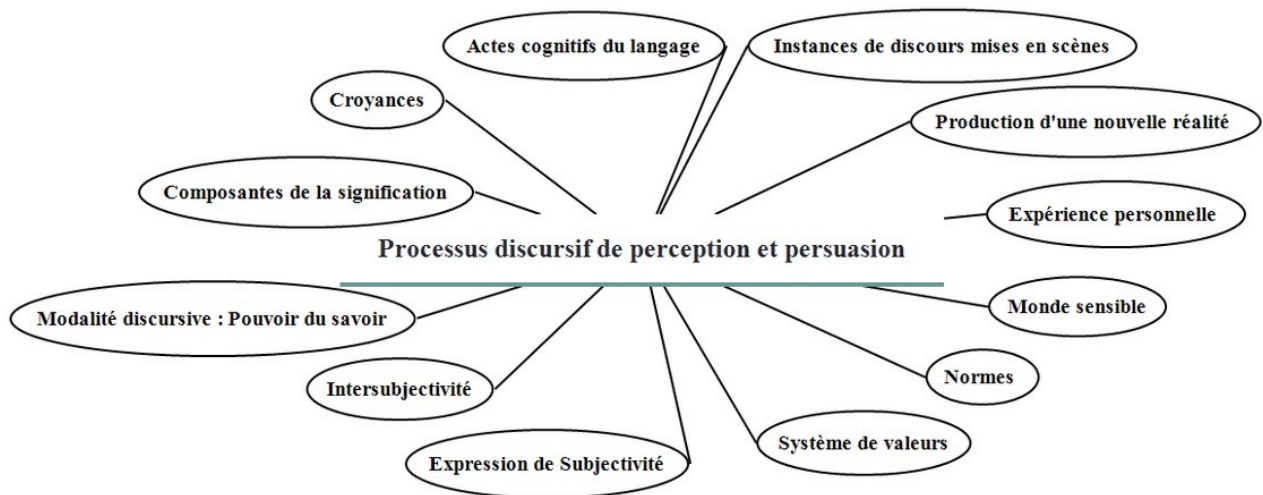 Actes cognitifs du langage
Instances de discours mises en scènes
Croyances
Production d'une nouvelle réalité
Composantes de la signification
Expérience personnelle
Processus discursif de perception et persuasion
Modalité discursive : Pouvoir du savoir
Monde sensible
Intersubjectivité
Normes
Expression de Subjectivité
Système de valeurs